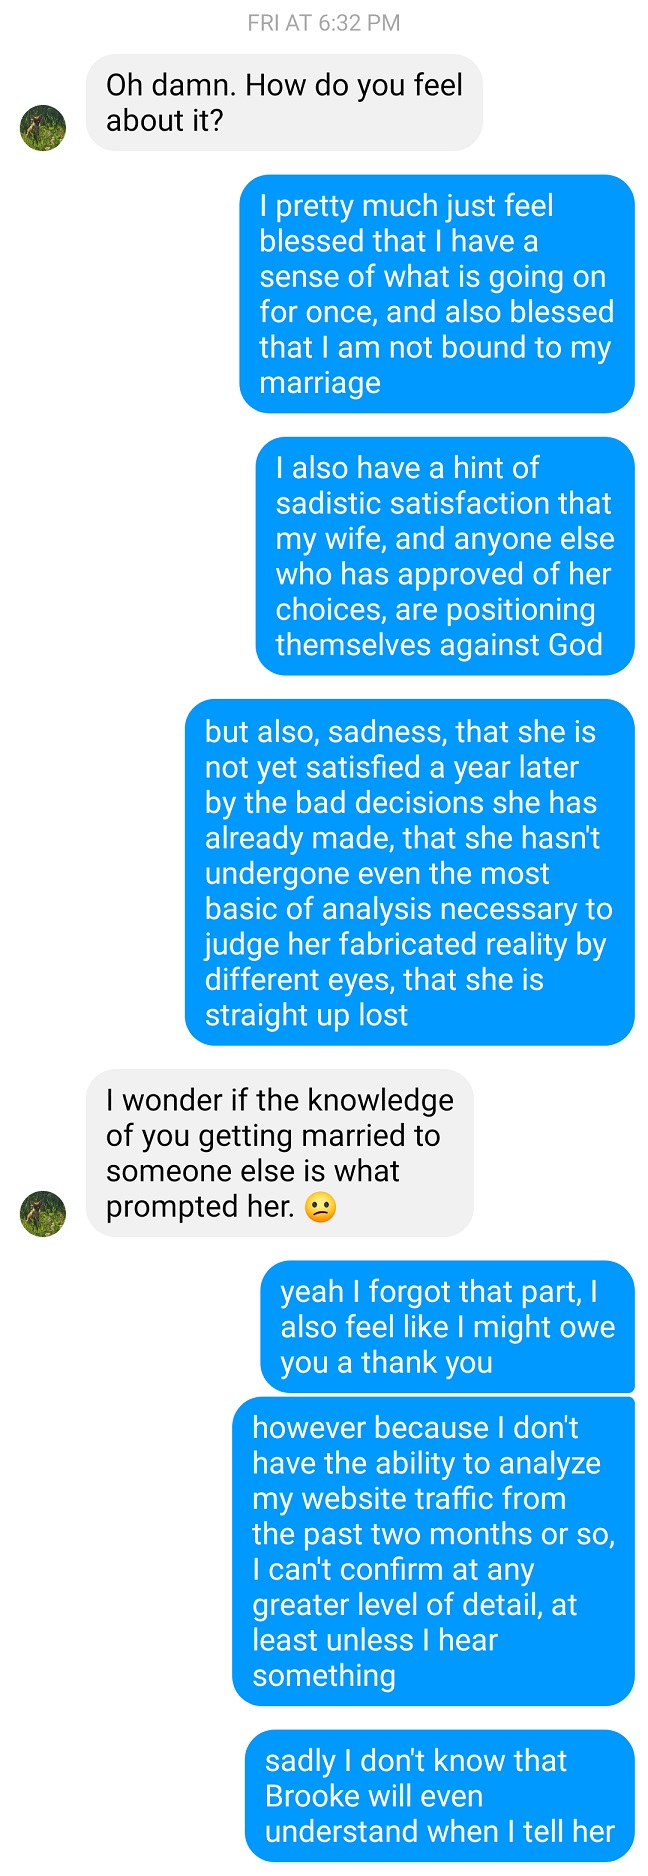 FRI AT 6:32 PM
Oh damn. How do you feel
about it?
I pretty much just feel
blessed that I have a
sense of what is going on
for once, and also blessed
that I am not bound to my
marriage
I also have a hint of
sadistic satisfaction that
my wife, and anyone else
who has approved of her
choices, are positioning
themselves against God
but also, sadness, that she is
not yet satisfied a year later
by the bad decisions she has
already made, that she hasn't
undergone even the most
basic of analysis necessary to
judge her fabricated reality by
different eyes, that she is
straight up lost
I wonder if the knowledge
of you getting married to
someone else is what
prompted her. 😕
yeah I forgot that part, I
also feel like I might owe
you a thank you
however because I don't
have the ability to analyze
my website traffic from
the past two months or so,
I can't confirm at any
greater level of detail, at
least unless I hear
something
sadly I don't know that
Brooke will even
understand when I tell her